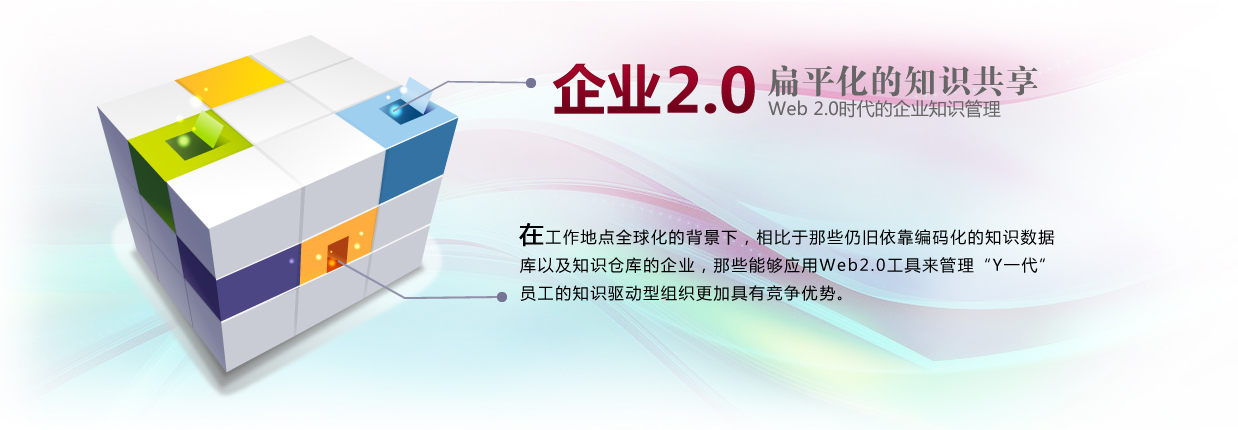 企业2.0 扁平化的知识共享
Web 2.0时代的企业知识管理
在工作地点全球化的背景下，相比于那些仍旧依靠编码化的知识数据
库以及知识仓库的企业，那些能够应用Web2.0工具来管理“Y一代”
员工的知识驱动型组织更加具有竞争优势。